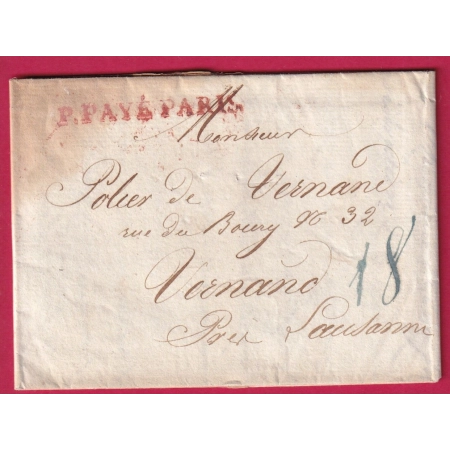 P.PAYÉ PARIS
Monsieur
Polier de Vernand
rue du Bourg No 32
Vernand
18
Près Lausanne